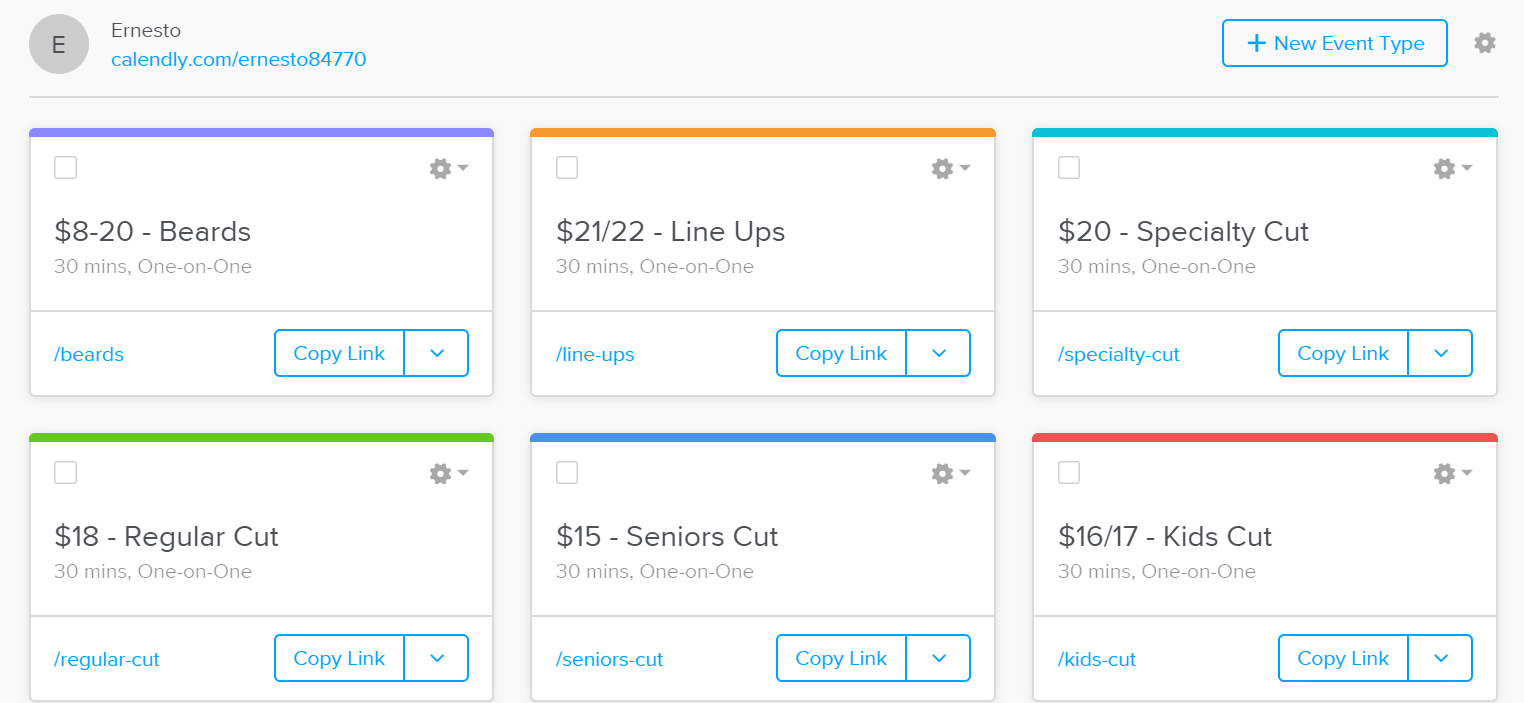 E
Ernesto
calendly.com/ernesto84770
+ New Event Type
$8-20 - Beards
30 mins, One-on-One
/beards
Copy Link
$21/22 - Line Ups
30 mins, One-on-One
/line-ups
Copy Link
$20 - Specialty Cut
30 mins, One-on-One
/specialty-cut
Copy Link
$18 - Regular Cut
30 mins, One-on-One
/regular-cut
Copy Link
$15 - Seniors Cut
30 mins, One-on-One
/seniors-cut
Copy Link
$16/17 - Kids Cut
30 mins, One-on-One
/kids-cut
Copy Link